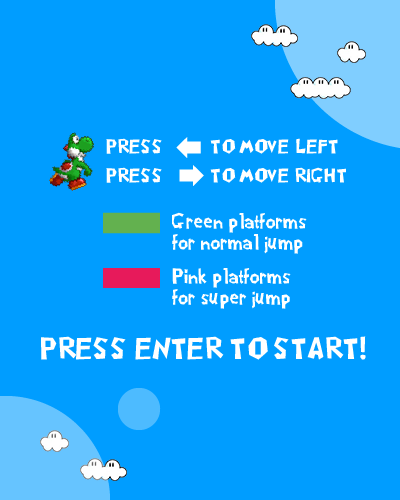 PRESS ← TO MOVE LEFT
PRESS → TO MOVE RIGHT
Green platforms
for normal jump
Pink platforms
for super jump
PRESS ENTER TO START!